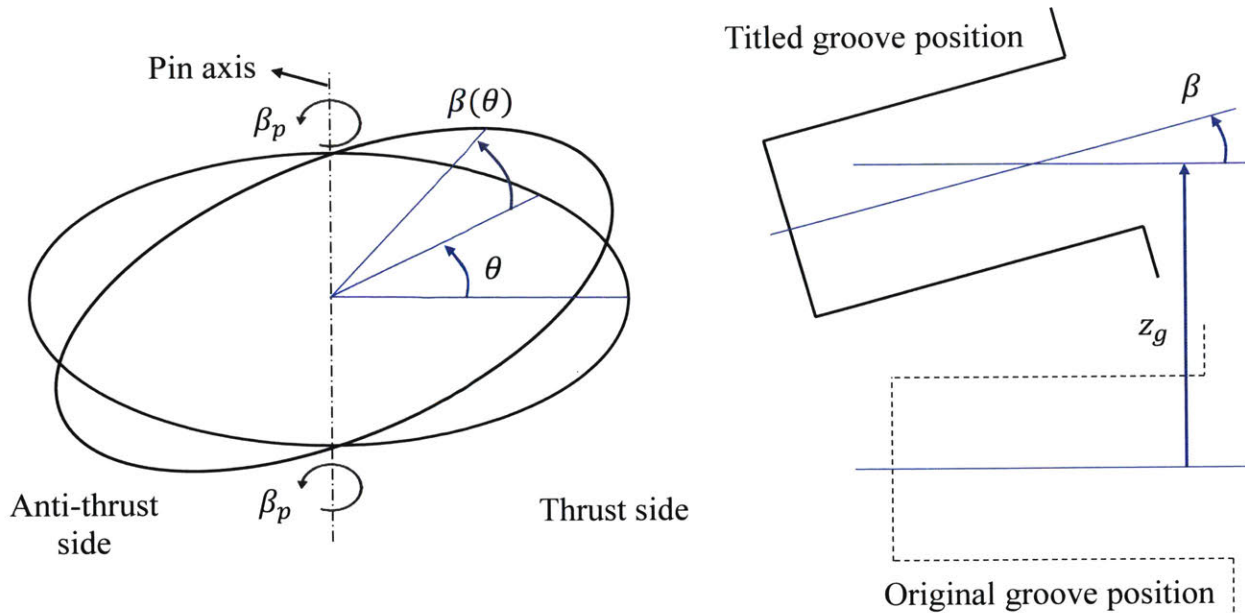 Pin axis
β_p
β(θ)
θ
Anti-thrust
side
β_p
Thrust side
Titled groove position
β
z_g
Original groove position